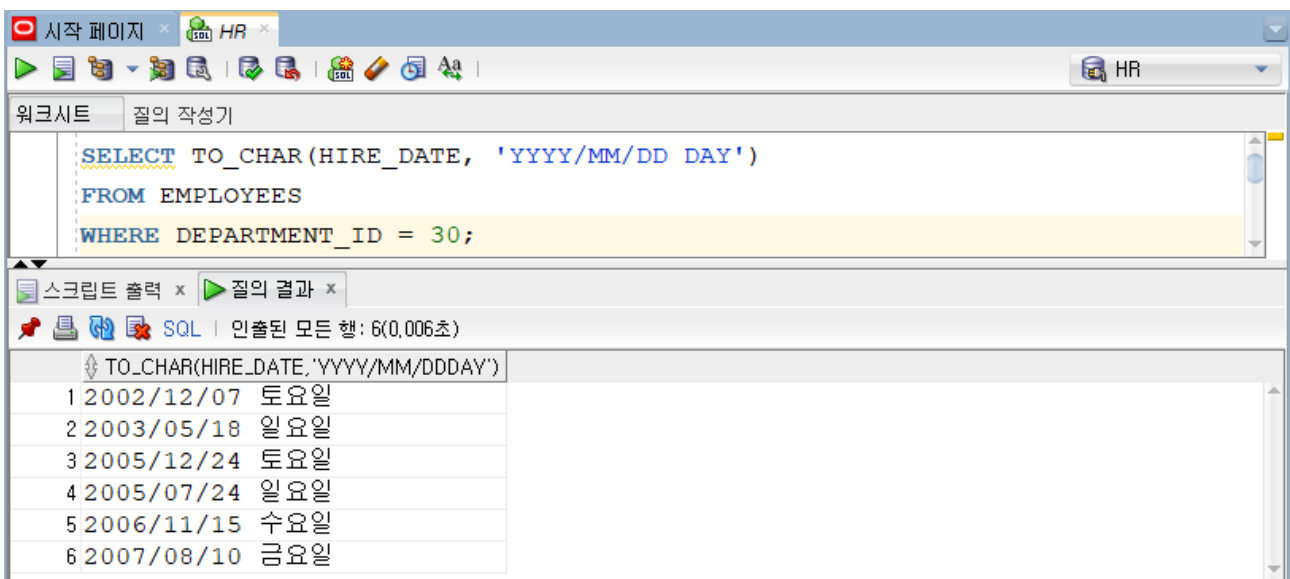 시작 페이지 HR
HR
워크시트 질의 작성기
SELECT TO_CHAR(HIRE_DATE, 'YYYY/MM/DD DAY')
FROM EMPLOYEES
WHERE DEPARTMENT_ID = 30;
스크립트 출력 x 질의 결과 x
SQL | 인출된 모든 행: 6(0,006초)
TO_CHAR(HIRE_DATE,'YYYY/MM/DDDAY')
1 2002/12/07 토요일
2 2003/05/18 일요일
3 2005/12/24 토요일
4 2005/07/24 일요일
5 2006/11/15 수요일
6 2007/08/10 금요일